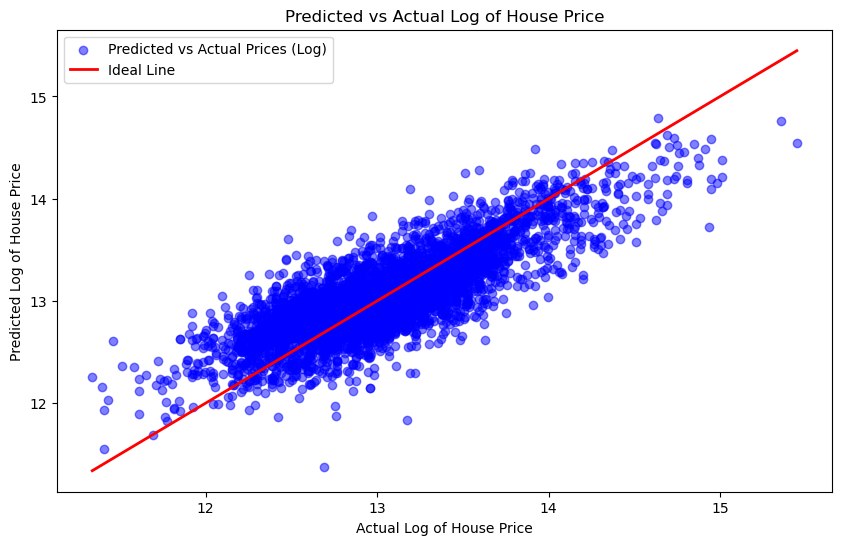 Predicted vs Actual Log of House Price
Predicted vs Actual Prices (Log)
Ideal Line
Predicted Log of House Price
15
14
13
12
12
13
14
15
Actual Log of House Price